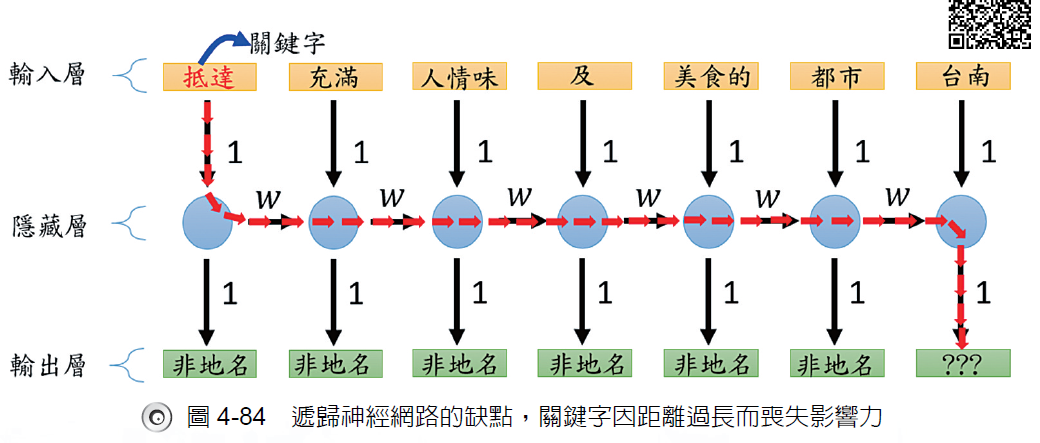 關鍵字
輸入層 抵達 充滿 人情味 及 美食的 都市 台南
1 1 1 1 1 1 1
隱藏層 w w w w w w
1 1 1 1 1 1 1
輸出層 非地名 非地名 非地名 非地名 非地名 非地名 ???
圖 4-84 遞歸神經網路的缺點,關鍵字因距離過長而喪失影響力